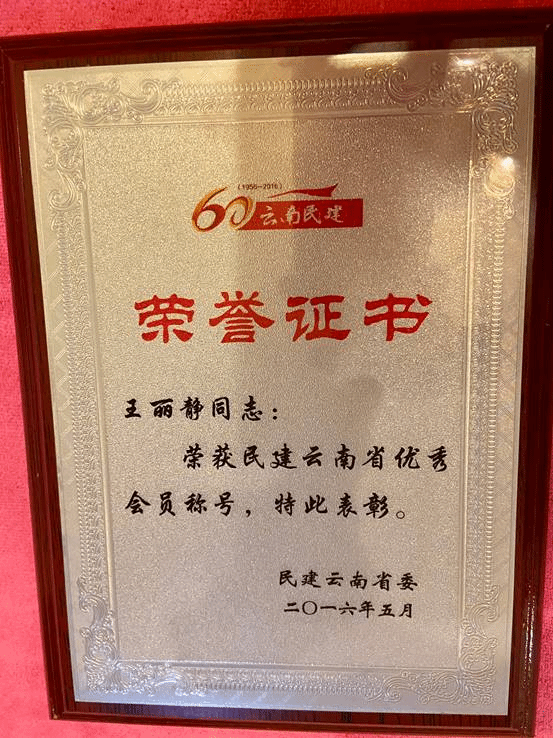 (1956-2016)
60云南民建
荣誉证书
王丽静同志：
荣获民建云南省优秀
会员称号，特此表彰。
民建云南省委
二〇一六年五月